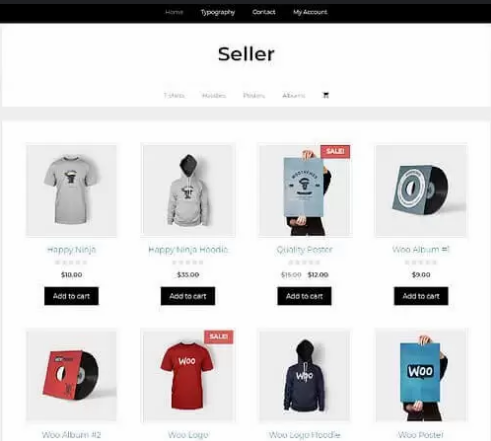 Home Typography Contact My Account
Seller
T-shirts Hoodies Posters Albums
SALE!
Happy Ninja Happy Ninja Hoodie Quality Poster Woo Album #1
$10.00 $35.00 $15.00 $12.00 $9.00
Add to cart Add to cart Add to cart Add to cart
SALE!
WOO WOO WOO
Woo Album #2 Woo Logo Woo Logo Hoodie Woo Poster